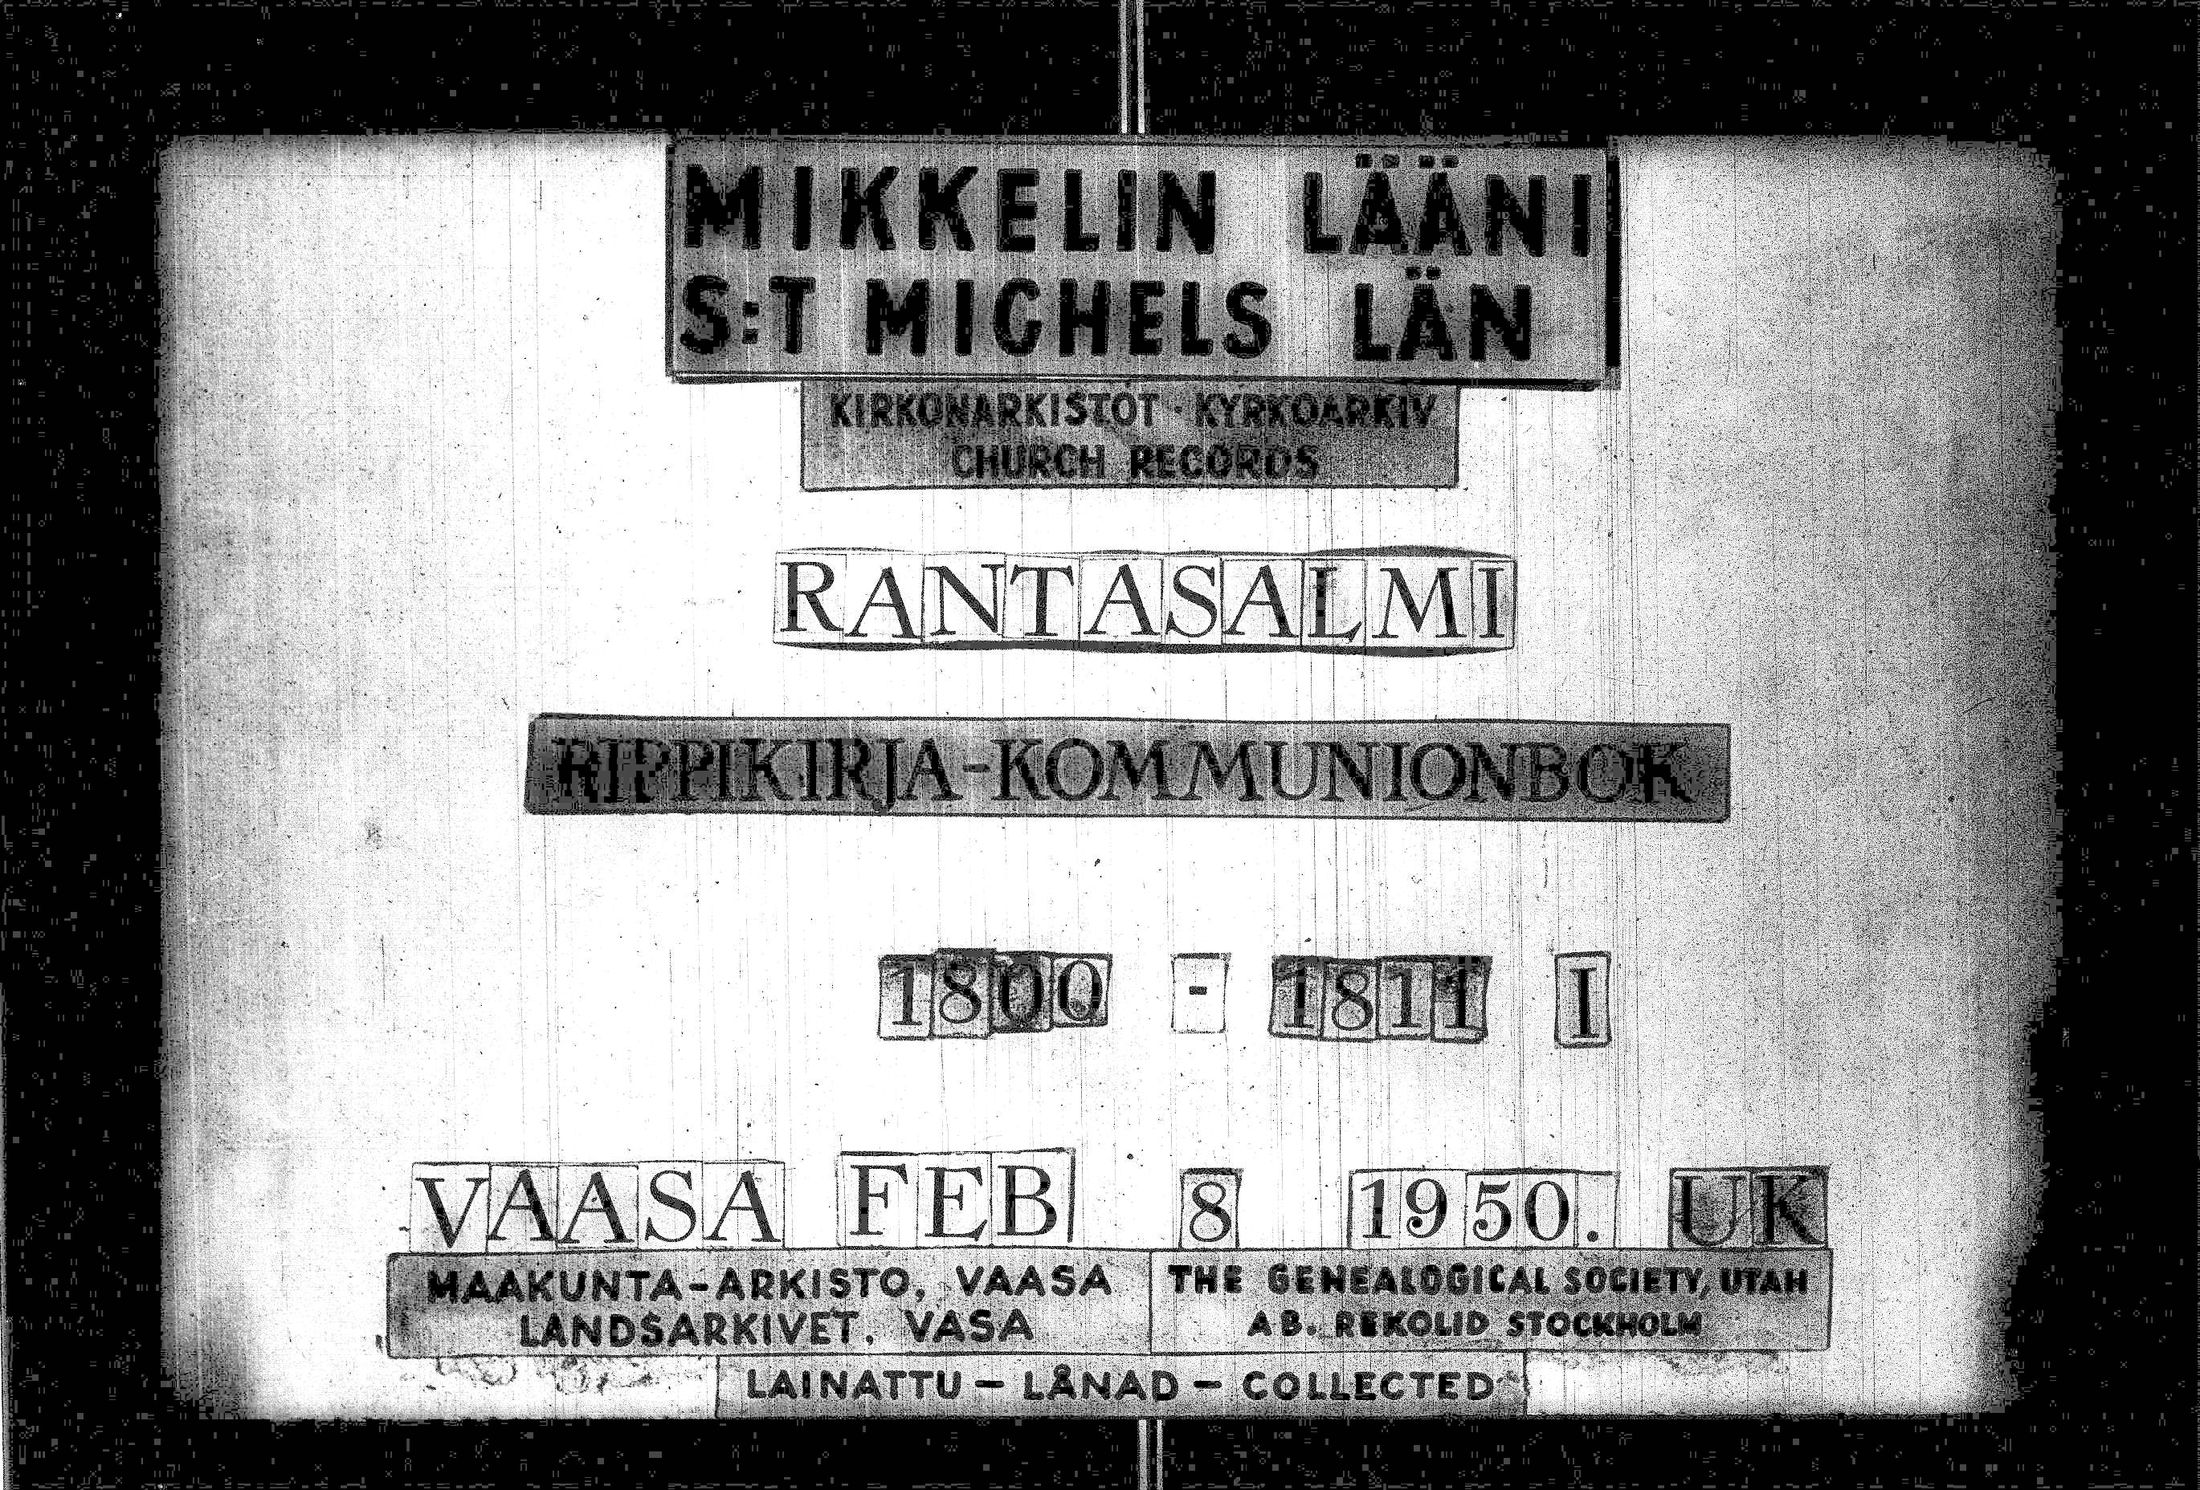 MIKKELIN LÄÄNI
S:T MICHELS LÄN
KIRKONARKISTOT · KYRKOARKIV
CHURCH RECORDS
RANTASALMI
RIPPIKIRJA-KOMMUNIONBOK
1800 - 1811 I
VAASA FEB 8 1950. UK
MAAKUNTA-ARKISTO, VAASA
LANDSARKIVET, VASA
THE GENEALOGICAL SOCIETY, UTAH
AB. REKOLID STOCKHOLM
LAINATTU - LÅNAD - COLLECTED